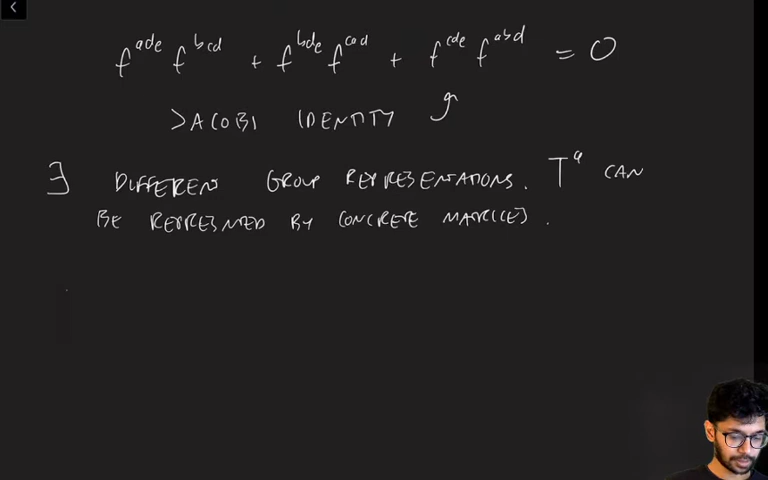 f^{ade} f^{bcd} + f^{bde} f^{cad} + f^{cde} f^{abd} = 0
JACOBI IDENTITY
∃ DIFFERENT GROUP REPRESENTATIONS. T^a CAN
BE REPRESENTED BY CONCRETE MATRICES.